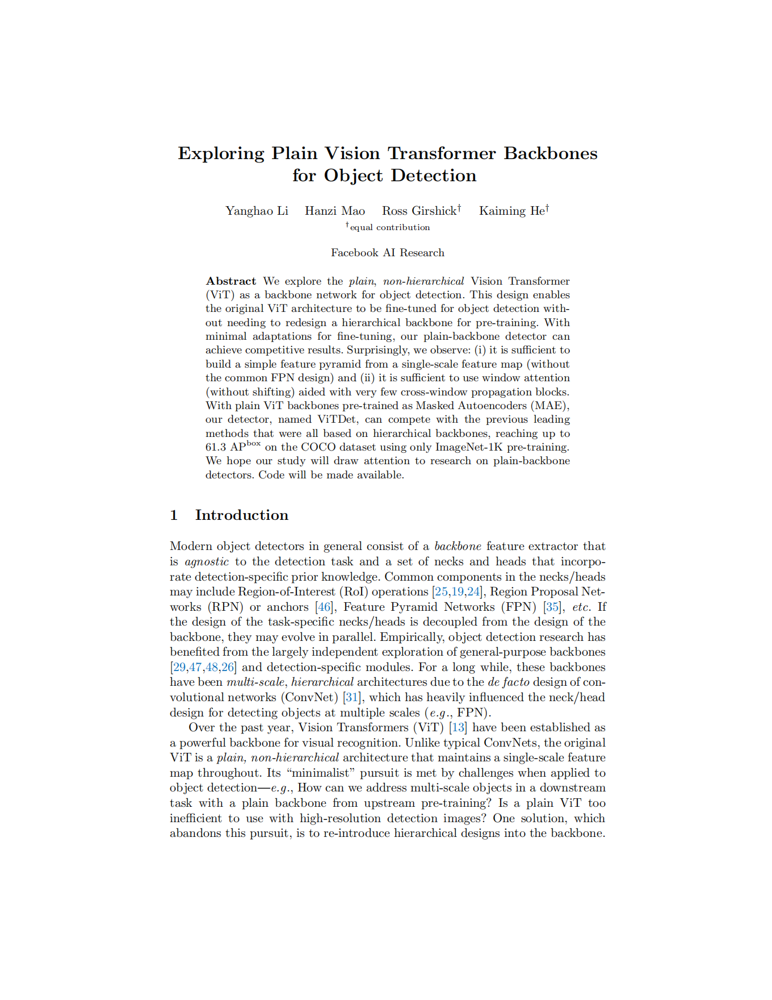 Exploring Plain Vision Transformer Backbones
for Object Detection
Yanghao Li Hanzi Mao Ross Girshick† Kaiming He†
†equal contribution
Facebook AI Research
Abstract We explore the plain, non-hierarchical Vision Transformer
(ViT) as a backbone network for object detection. This design enables
the original ViT architecture to be fine-tuned for object detection with-
out needing to redesign a hierarchical backbone for pre-training. With
minimal adaptations for fine-tuning, our plain-backbone detector can
achieve competitive results. Surprisingly, we observe: (i) it is sufficient to
build a simple feature pyramid from a single-scale feature map (without
the common FPN design) and (ii) it is sufficient to use window attention
(without shifting) aided with very few cross-window propagation blocks.
With plain ViT backbones pre-trained as Masked Autoencoders (MAE),
our detector, named ViTDet, can compete with the previous leading
methods that were all based on hierarchical backbones, reaching up to
61.3 APbox on the COCO dataset using only ImageNet-1K pre-training.
We hope our study will draw attention to research on plain-backbone
detectors. Code will be made available.
1 Introduction
Modern object detectors in general consist of a backbone feature extractor that
is agnostic to the detection task and a set of necks and heads that incorpo-
rate detection-specific prior knowledge. Common components in the necks/heads
may include Region-of-Interest (RoI) operations [25,19,24], Region Proposal Net-
works (RPN) or anchors [46], Feature Pyramid Networks (FPN) [35], etc. If
the design of the task-specific necks/heads is decoupled from the design of the
backbone, they may evolve in parallel. Empirically, object detection research has
benefited from the largely independent exploration of general-purpose backbones
[29,47,48,26] and detection-specific modules. For a long while, these backbones
have been multi-scale, hierarchical architectures due to the de facto design of con-
volutional networks (ConvNet) [31], which has heavily influenced the neck/head
design for detecting objects at multiple scales (e.g., FPN).
Over the past year, Vision Transformers (ViT) [13] have been established as
a powerful backbone for visual recognition. Unlike typical ConvNets, the original
ViT is a plain, non-hierarchical architecture that maintains a single-scale feature
map throughout. Its “minimalist” pursuit is met by challenges when applied to
object detection—e.g., How can we address multi-scale objects in a downstream
task with a plain backbone from upstream pre-training? Is a plain ViT too
inefficient to use with high-resolution detection images? One solution, which
abandons this pursuit, is to re-introduce hierarchical designs into the backbone.